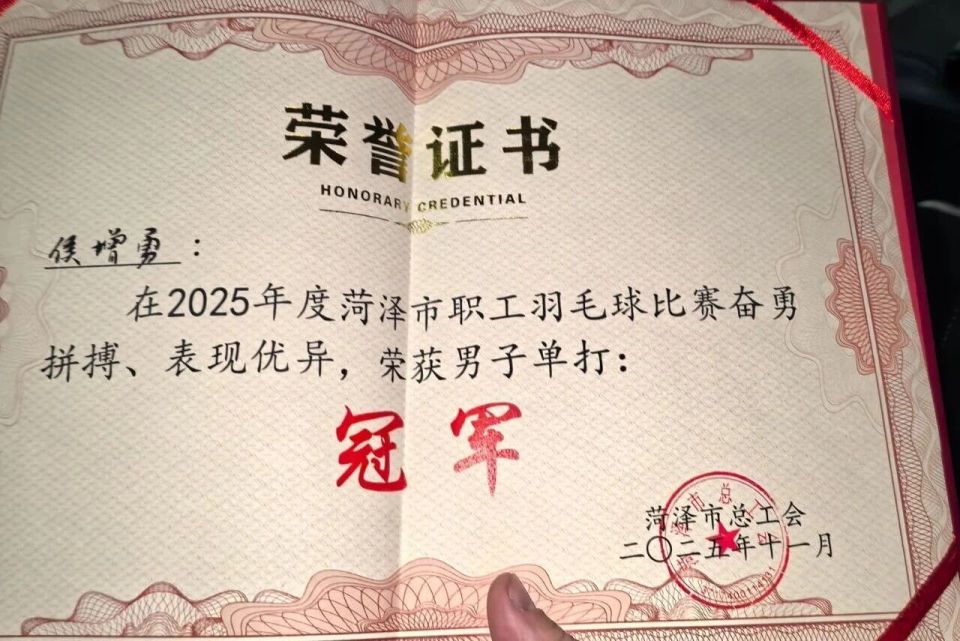 荣誉证书
HONORARY CREDENTIAL
侯增勇：
在2025年度菏泽市职工羽毛球比赛奋勇
拼搏、表现优异，荣获男子单打：
冠军
菏泽市总工会
二〇二五年十一月